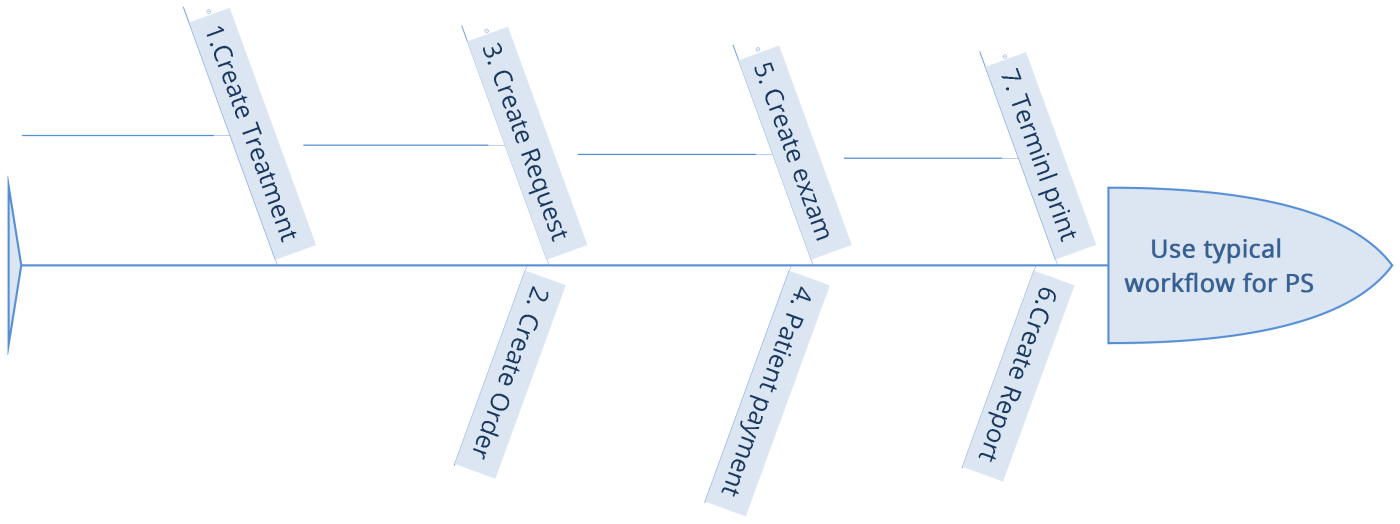 1.Create Treatment
2. Create Order
3. Create Request
4. Patient payment
5. Create exzam
6.Create Report
7. Terminl print
Use typical
workflow for PS